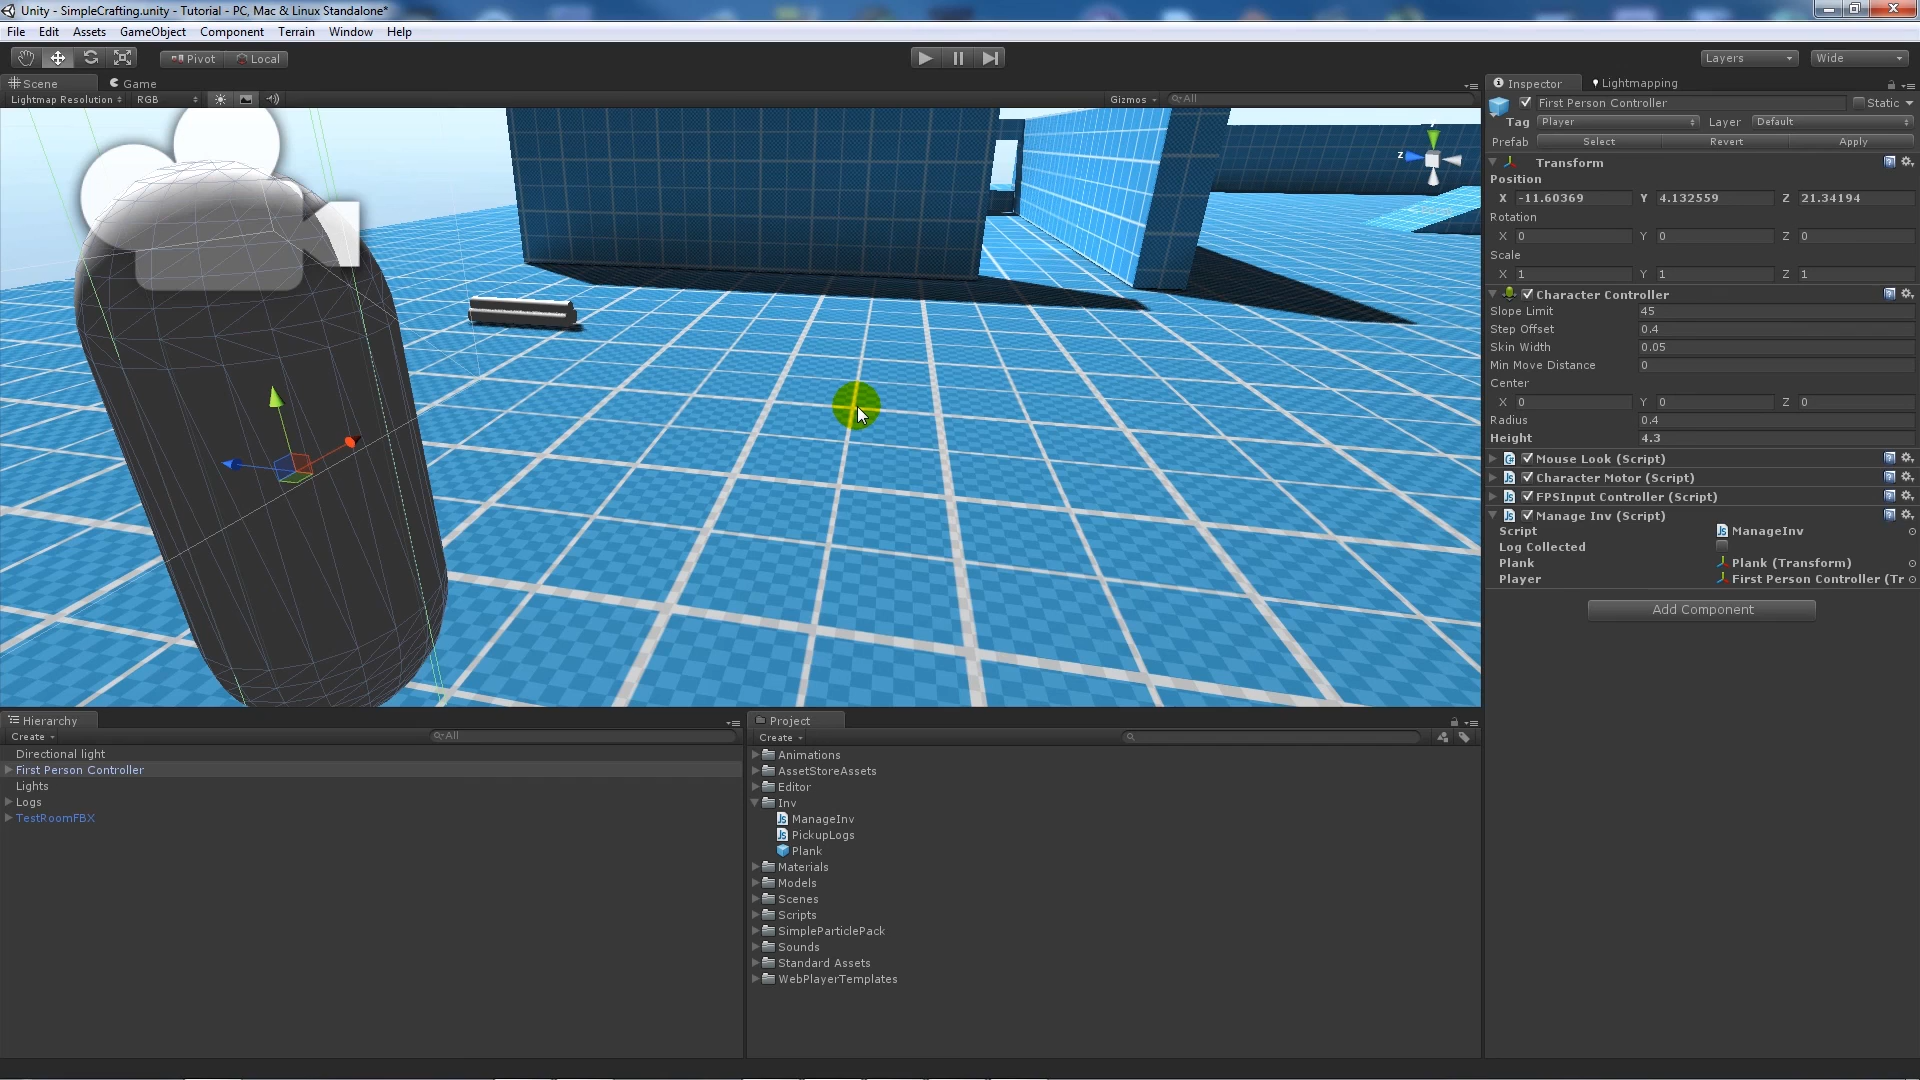 Unity - SimpleCrafting.unity - Tutorial - PC, Mac & Linux Standalone*
File Edit Assets GameObject Component Terrain Window Help
Pivot Local Layers Wide
Scene Game
Lightmap Resolution RGB Gizmos All
z
Inspector Lightmapping
First Person Controller Static
Tag Player Layer Default
Prefab Select Revert Apply
Transform
Position
X -11.60369 Y 4.132559 Z 21.34194
Rotation
X 0 Y 0 Z 0
Scale
X 1 Y 1 Z 1
Character Controller
Slope Limit 45
Step Offset 0.4
Skin Width 0.05
Min Move Distance 0
Center
X 0 Y 0 Z 0
Radius 0.4
Height 4.3
Mouse Look (Script)
Character Motor (Script)
FPSInput Controller (Script)
Manage Inv (Script)
Script ManageInv
Log Collected
Plank Plank (Transform)
Player First Person Controller (Tr
Add Component
Hierarchy
Create All
Directional light
First Person Controller
Lights
Logs
TestRoomFBX
Project
Create
Animations
AssetStoreAssets
Editor
Inv
ManageInv
PickupLogs
Plank
Materials
Models
Scenes
Scripts
SimpleParticlePack
Sounds
Standard Assets
WebPlayerTemplates